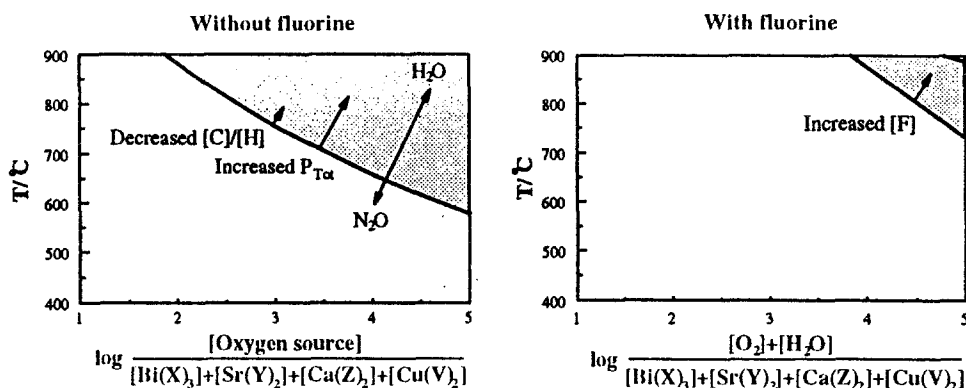 Without fluorine
With fluorine
900
800
700
600
500
400
T/°C
H₂O
Decreased [C]/[H]
Increased P_Tot
N₂O
1 2 3 4 5
log [Oxygen source]
[Bi(X)₃]+[Sr(Y)₂]+[Ca(Z)₂]+[Cu(V)₂]
900
800
700
600
500
400
T/°C
Increased [F]
1 2 3 4 5
log [O₂]+[H₂O]
[Bi(X)₃]+[Sr(Y)₂]+[Ca(Z)₂]+[Cu(V)₂]